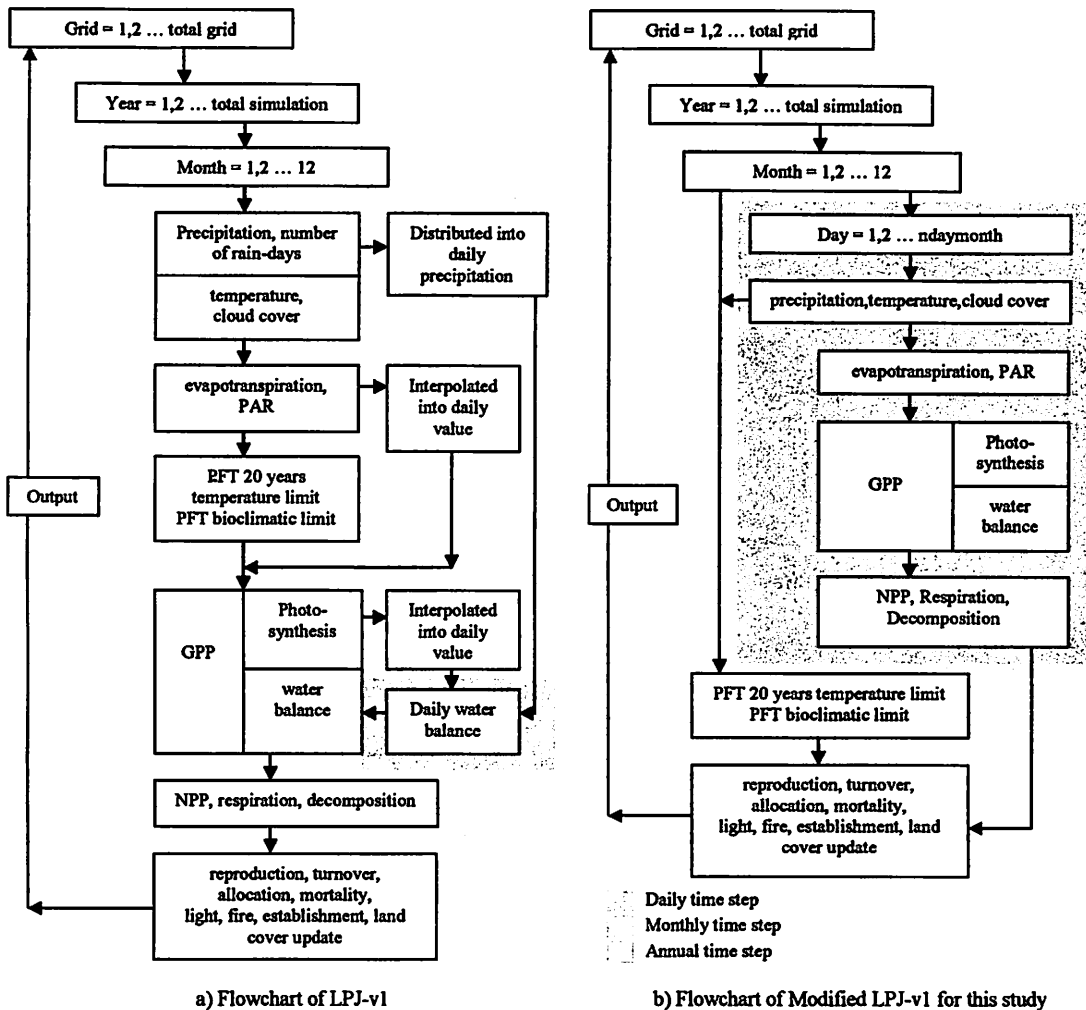 Grid = 1,2 ... total grid
Year = 1,2 ... total simulation
Month = 1,2 ... 12
Precipitation, number
of rain-days
Distributed into
daily
precipitation
temperature,
cloud cover
evapotranspiration,
PAR
Interpolated
into daily
value
PFT 20 years
temperature limit
PFT bioclimatic limit
Output
GPP
Photo-
synthesis
Interpolated
into daily
value
water
balance
Daily water
balance
NPP, respiration, decomposition
reproduction, turnover,
allocation, mortality,
light, fire, establishment, land
cover update
a) Flowchart of LPJ-v1
Grid = 1,2 ... total grid
Year = 1,2 ... total simulation
Month = 1,2 ... 12
Day = 1,2 ... ndaymonth
precipitation,temperature,cloud cover
evapotranspiration, PAR
GPP
Photo-
synthesis
water
balance
Output
NPP, Respiration,
Decomposition
PFT 20 years temperature limit
PFT bioclimatic limit
reproduction, turnover,
allocation, mortality,
light, fire, establishment, land
cover update
Daily time step
Monthly time step
Annual time step
b) Flowchart of Modified LPJ-v1 for this study